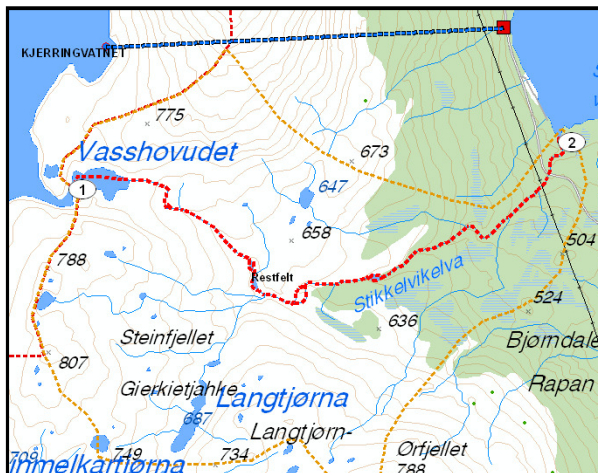 KJERRINGVATNET
775
Vasshovudet
2
673
1
647
658
504
788
Restfelt
Stikkelvikelva
524
Steinfjellet
636
Bjørndale
807
Gierkietjahke
Rapan
Langtjørna
687
Langtjørn-
749
734
Ørfjellet
788